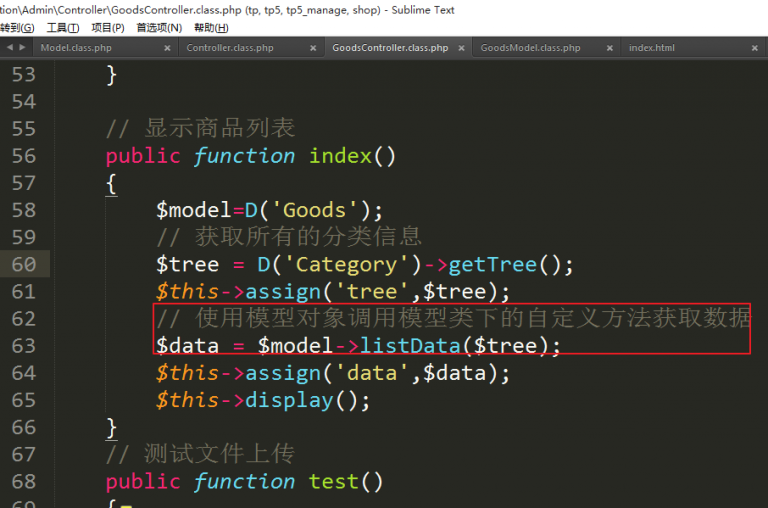 ction\Admin\Controller\GoodsController.class.php (tp, tp5, tp5_manage, shop) - Sublime Text
转到(G) 工具(T) 项目(P) 首选项(N) 帮助(H)
Model.class.php × Controller.class.php × GoodsController.class.php × GoodsModel.class.php × index.html ×
53 }
54
55 // 显示商品列表
56 public function index()
57 {
58 $model=D('Goods');
59 // 获取所有的分类信息
60 $tree = D('Category')->getTree();
61 $this->assign('tree',$tree);
62 // 使用模型对象调用模型类下的自定义方法获取数据
63 $data = $model->listData($tree);
64 $this->assign('data',$data);
65 $this->display();
66 }
67 // 测试文件上传
68 public function test()
69 {